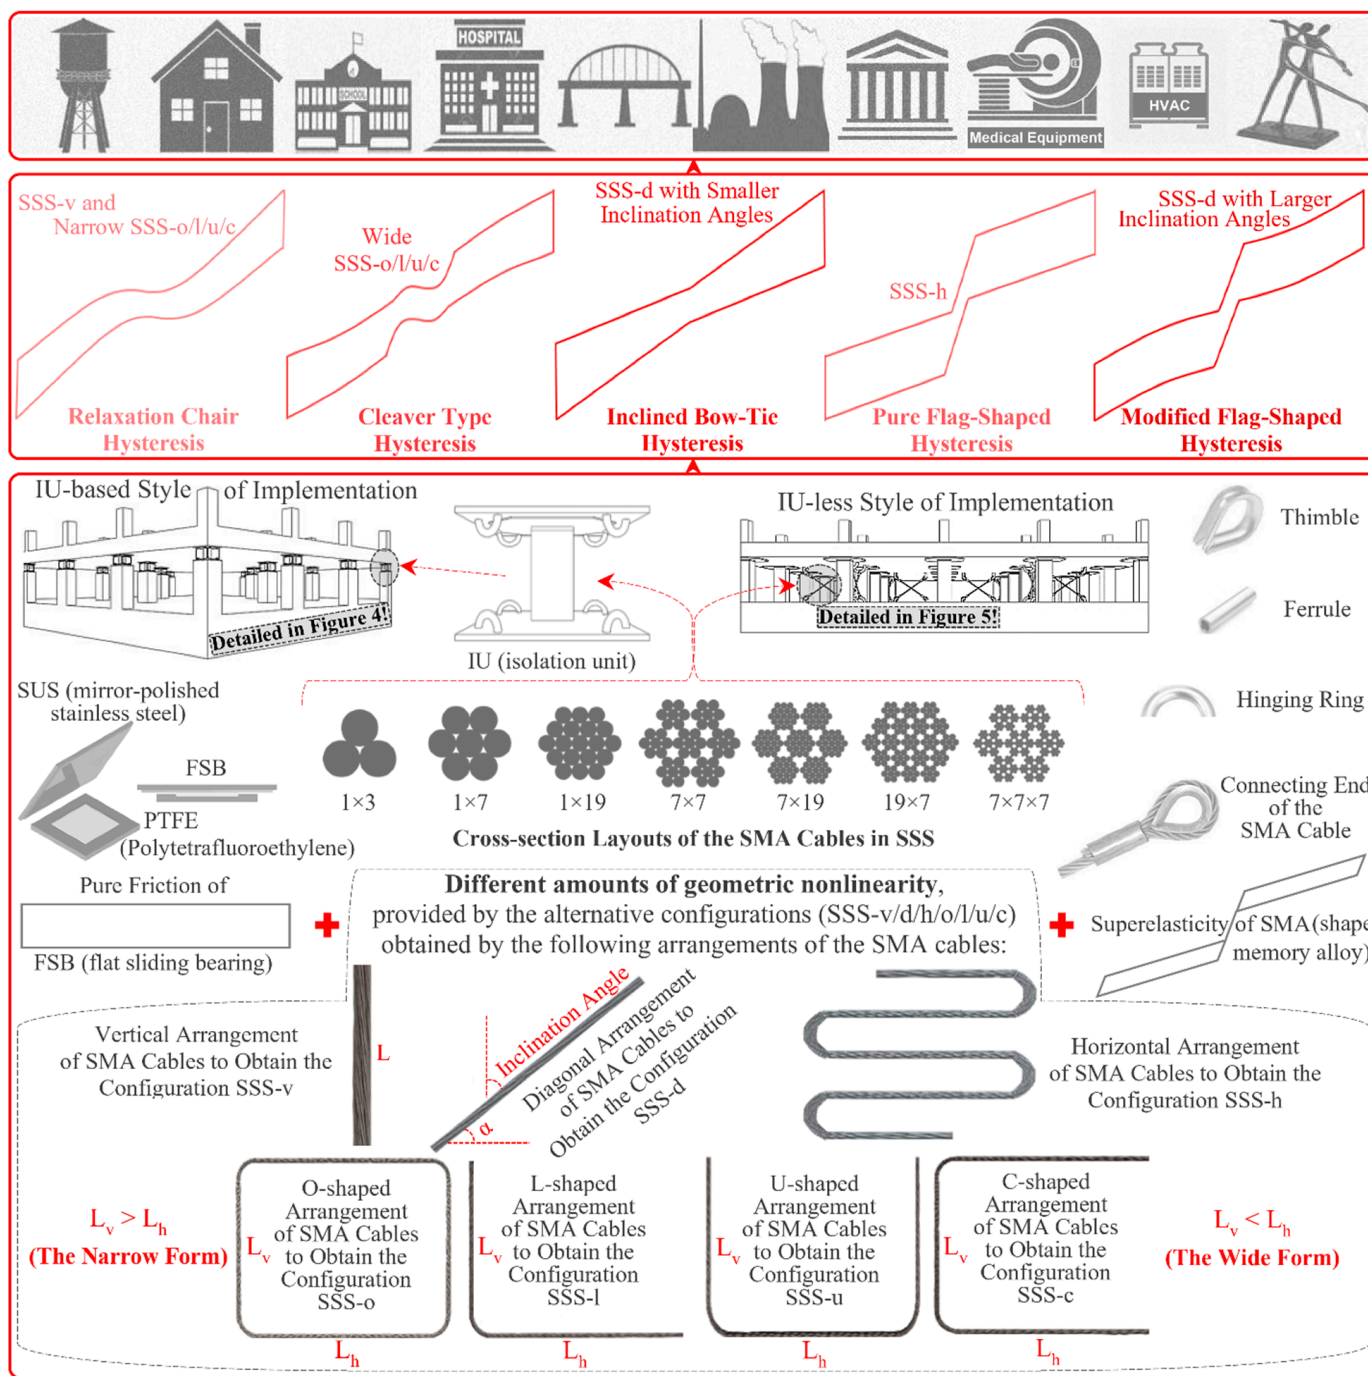 HOSPITAL
SCHOOL
Medical Equipment
HVAC
SSS-v and
Narrow SSS-o/l/u/c
Relaxation Chair
Hysteresis
Wide
SSS-o/l/u/c
Cleaver Type
Hysteresis
SSS-d with Smaller
Inclination Angles
Inclined Bow-Tie
Hysteresis
SSS-h
Pure Flag-Shaped
Hysteresis
SSS-d with Larger
Inclination Angles
Modified Flag-Shaped
Hysteresis
IU-based Style of Implementation
Detailed in Figure 4!
IU (isolation unit)
IU-less Style of Implementation
Detailed in Figure 5!
Thimble
Ferrule
Hinging Ring
Connecting End
of the
SMA Cable
SUS (mirror-polished
stainless steel)
FSB
PTFE
(Polytetrafluoroethylene)
1×3
1×7
1×19
7×7
7×19
19×7
7×7×7
Cross-section Layouts of the SMA Cables in SSS
Pure Friction of
FSB (flat sliding bearing)
Different amounts of geometric nonlinearity,
provided by the alternative configurations (SSS-v/d/h/o/l/u/c)
obtained by the following arrangements of the SMA cables:
Superelasticity of SMA (shape
memory alloy)
Vertical Arrangement
of SMA Cables to Obtain the
Configuration SSS-v
L
Inclination Angle
α
Diagonal Arrangement
of SMA Cables to
Obtain the Configuration
SSS-d
Horizontal Arrangement
of SMA Cables to Obtain the
Configuration SSS-h
Lv > Lh
(The Narrow Form)
O-shaped
Arrangement
of SMA Cables
to Obtain the
Configuration
SSS-o
Lv
Lh
L-shaped
Arrangement
of SMA Cables
to Obtain the
Configuration
SSS-l
Lv
Lh
U-shaped
Arrangement
of SMA Cables
to Obtain the
Configuration
SSS-u
Lv
Lh
C-shaped
Arrangement
of SMA Cables
to Obtain the
Configuration
SSS-c
Lv
Lh
Lv < Lh
(The Wide Form)